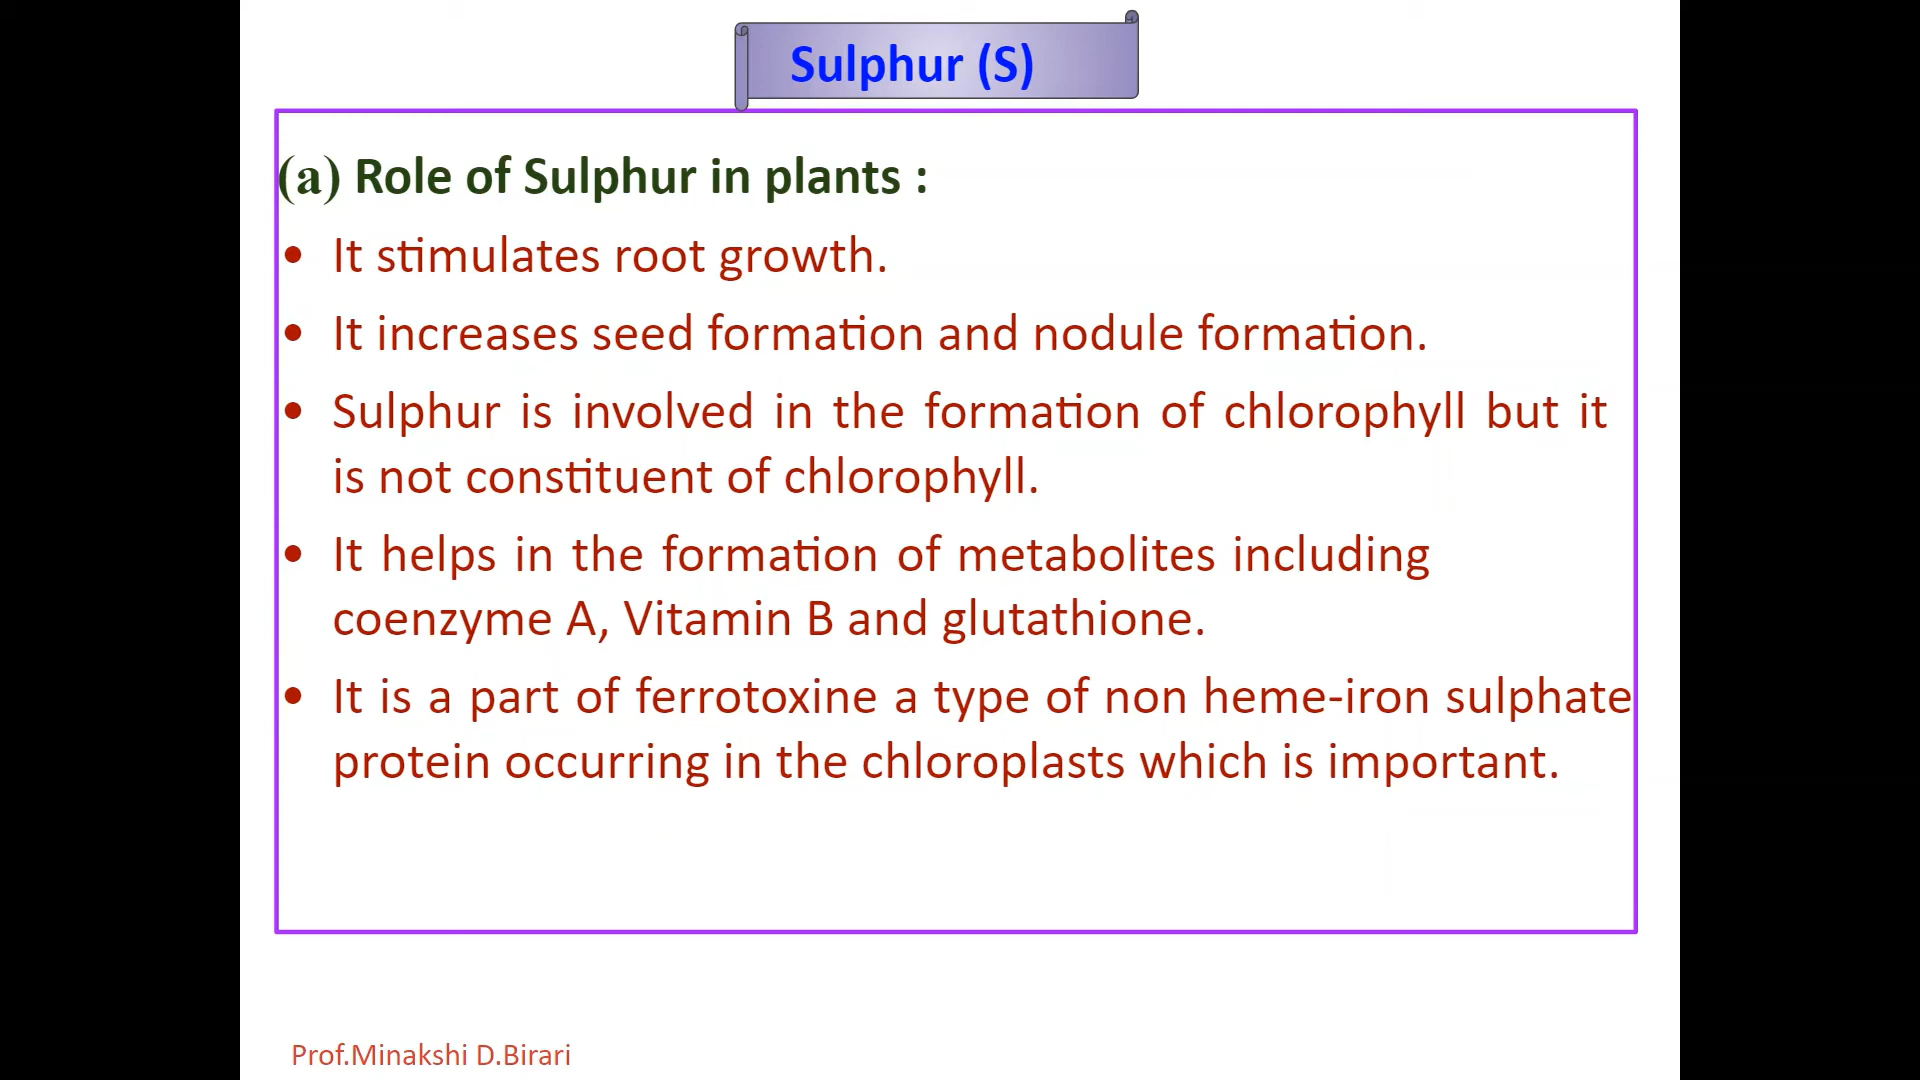 Sulphur (S)
(a) Role of Sulphur in plants :
• It stimulates root growth.
• It increases seed formation and nodule formation.
• Sulphur is involved in the formation of chlorophyll but it
is not constituent of chlorophyll.
• It helps in the formation of metabolites including
coenzyme A, Vitamin B and glutathione.
• It is a part of ferrotoxine a type of non heme-iron sulphate
protein occurring in the chloroplasts which is important.
Prof.Minakshi D.Birari